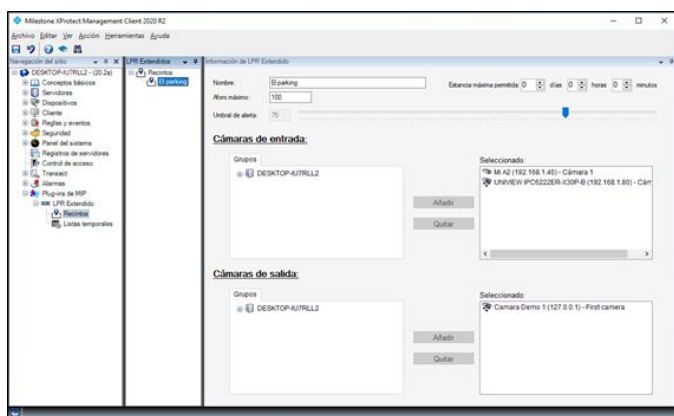 Milestone XProtect Management Client 2020 R2
Archivo Editar Ver Acción Herramientas Ayuda
Navegación del sitio
DESKTOP-IU7RLL2 - (20.2a)
Conceptos básicos
Servidores
Dispositivos
Cliente
Reglas y eventos
Seguridad
Panel del sistema
Registros de servidores
Control de acceso
Transact
Alarmas
Plug-ins de MIP
LPR Extendido
Recintos
Listas temporales
LPR Extendidos
Recintos
El parking
Información de LPR Extendido
Nombre: El parking
Estancia máxima permitida 0 días 0 horas 0 minutos
Aforo máximo: 100
Umbral de alerta: 75
Cámaras de entrada:
Grupos
DESKTOP-IU7RLL2
Añadir
Quitar
Seleccionado:
Mi A2 (192.168.1.45) - Cámara 1
UNIVIEW IPC6222ER-X30P-B (192.168.1.80) - Cám
Cámaras de salida:
Grupos
DESKTOP-IU7RLL2
Añadir
Quitar
Seleccionado:
Camara Demo 1 (127.0.0.1) - First camera